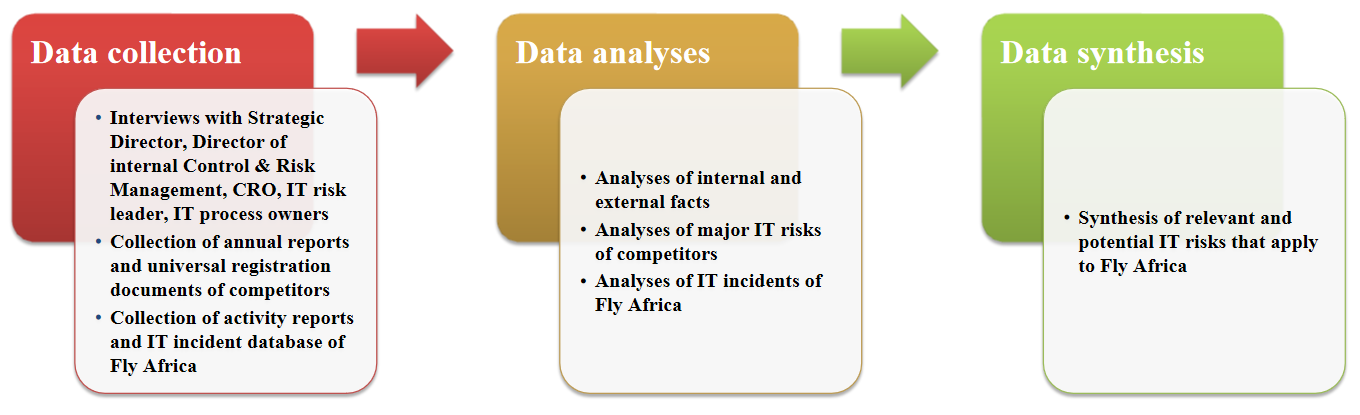 Data collection
• Interviews with Strategic
Director, Director of
internal Control & Risk
Management, CRO, IT risk
leader, IT process owners
• Collection of annual reports
and universal registration
documents of competitors
• Collection of activity reports
and IT incident database of
Fly Africa
Data analyses
• Analyses of internal and
external facts
• Analyses of major IT risks
of competitors
• Analyses of IT incidents of
Fly Africa
Data synthesis
• Synthesis of relevant and
potential IT risks that apply
to Fly Africa